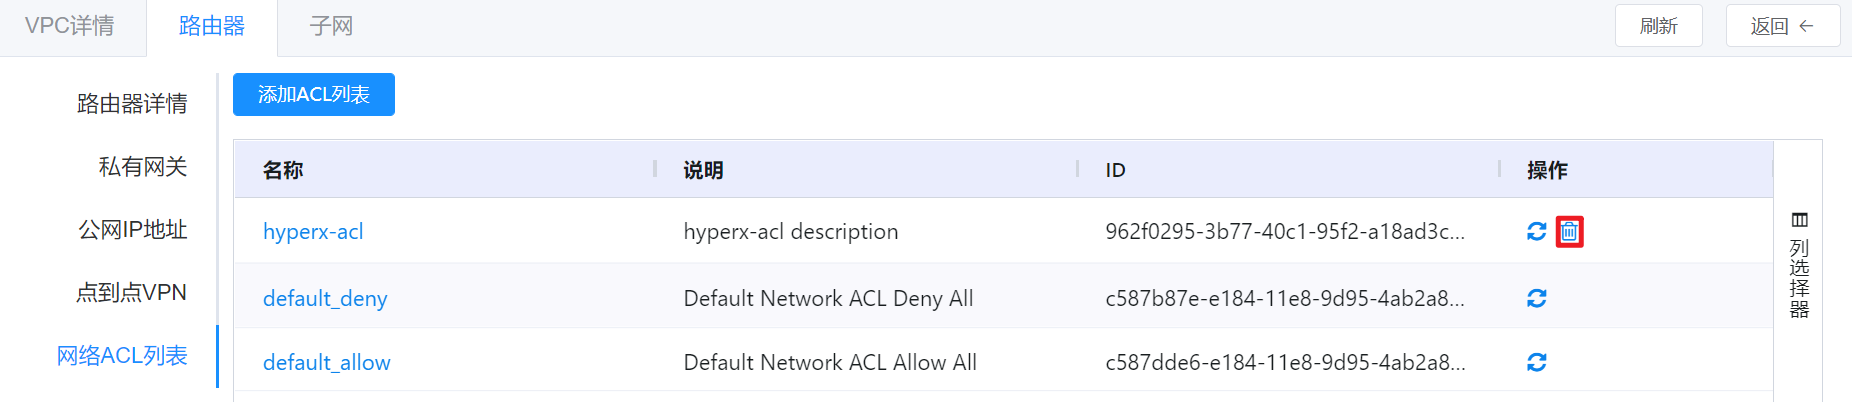 VPC详情 路由器 子网 刷新 返回 ←
路由器详情
私有网关
公网IP地址
点到点VPN
网络ACL列表
添加ACL列表
名称 说明 ID 操作
hyperx-acl hyperx-acl description 962f0295-3b77-40c1-95f2-a18ad3c...
default_deny Default Network ACL Deny All c587b87e-e184-11e8-9d95-4ab2a8...
default_allow Default Network ACL Allow All c587dde6-e184-11e8-9d95-4ab2a8...
列选择器